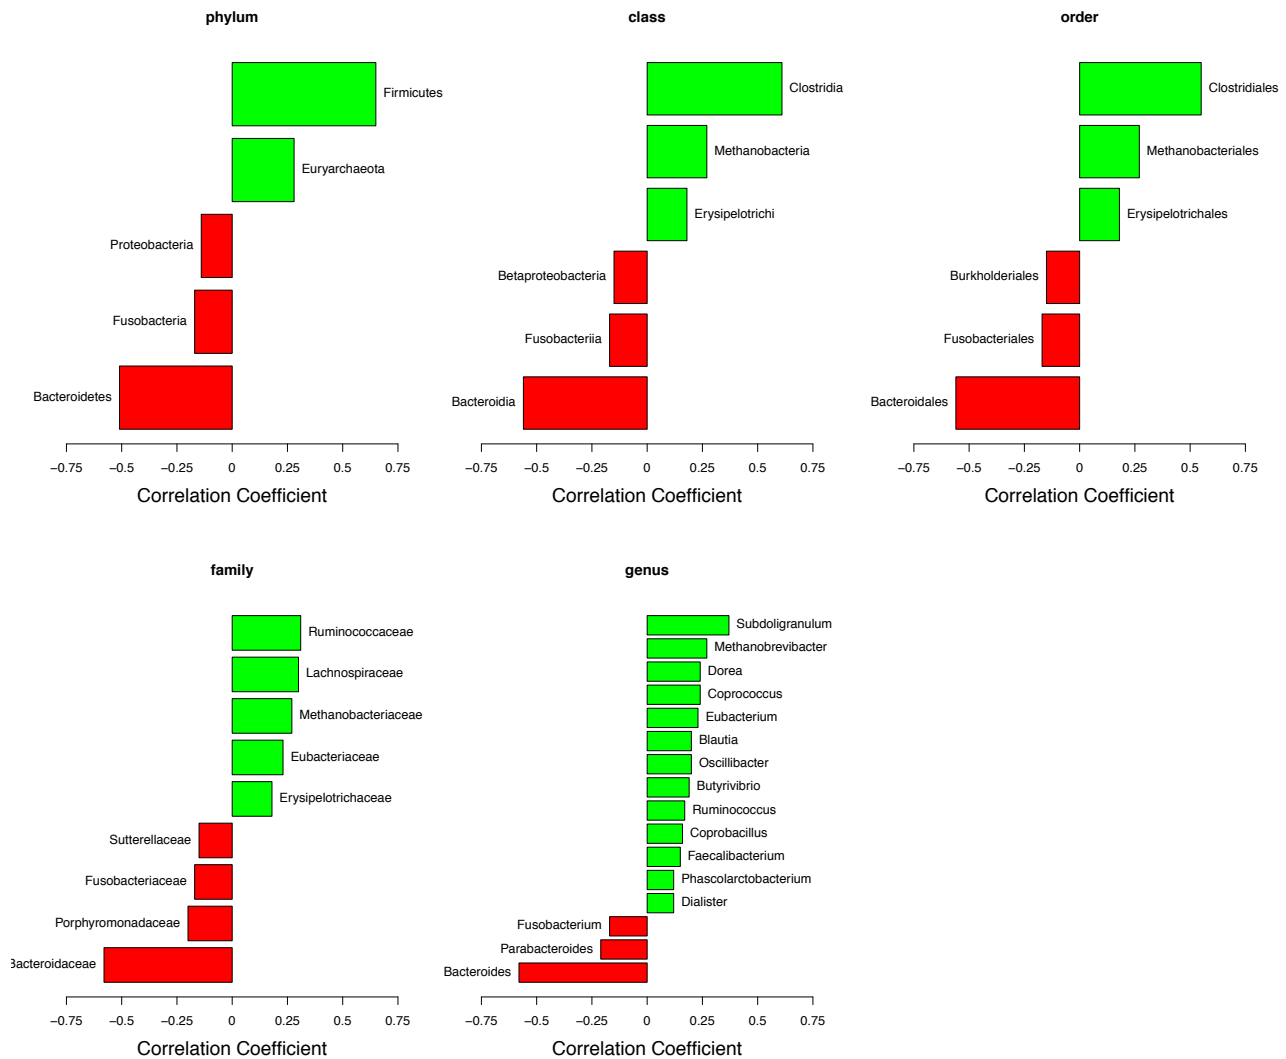 phylum
Firmicutes
Euryarchaeota
Proteobacteria
Fusobacteria
Bacteroidetes
−0.75 −0.5 −0.25 0 0.25 0.5 0.75
Correlation Coefficient
class
Clostridia
Methanobacteria
Erysipelotrichi
Betaproteobacteria
Fusobacteriia
Bacteroidia
−0.75 −0.5 −0.25 0 0.25 0.5 0.75
Correlation Coefficient
order
Clostridiales
Methanobacteriales
Erysipelotrichales
Burkholderiales
Fusobacteriales
Bacteroidales
−0.75 −0.5 −0.25 0 0.25 0.5 0.75
Correlation Coefficient
family
Ruminococcaceae
Lachnospiraceae
Methanobacteriaceae
Eubacteriaceae
Erysipelotrichaceae
Sutterellaceae
Fusobacteriaceae
Porphyromonadaceae
Bacteroidaceae
−0.75 −0.5 −0.25 0 0.25 0.5 0.75
Correlation Coefficient
genus
Subdoligranulum
Methanobrevibacter
Dorea
Coprococcus
Eubacterium
Blautia
Oscillibacter
Butyrivibrio
Ruminococcus
Coprobacillus
Faecalibacterium
Phascolarctobacterium
Dialister
Fusobacterium
Parabacteroides
Bacteroides
−0.75 −0.5 −0.25 0 0.25 0.5 0.75
Correlation Coefficient